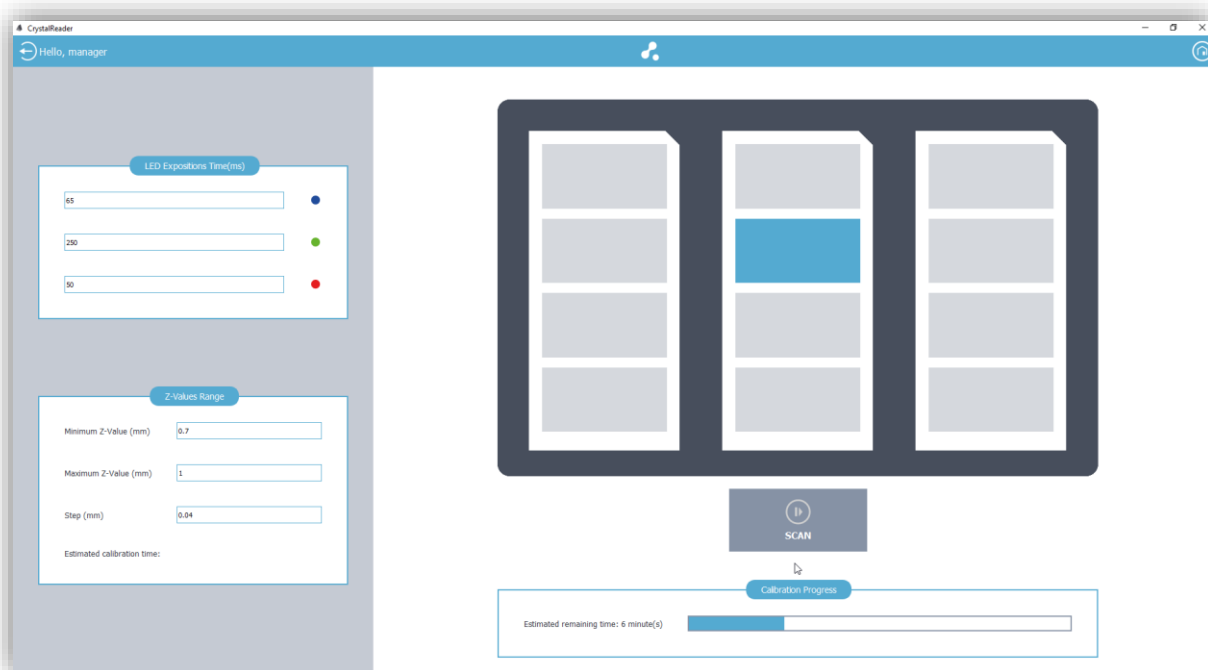 CrystalReader
Hello, manager
LED Expositions Time(ms)
65
250
50
Z-Values Range
Minimum Z-Value (mm)
0.7
Maximum Z-Value (mm)
1
Step (mm)
0.04
Estimated calibration time:
SCAN
Calibration Progress
Estimated remaining time: 6 minute(s)